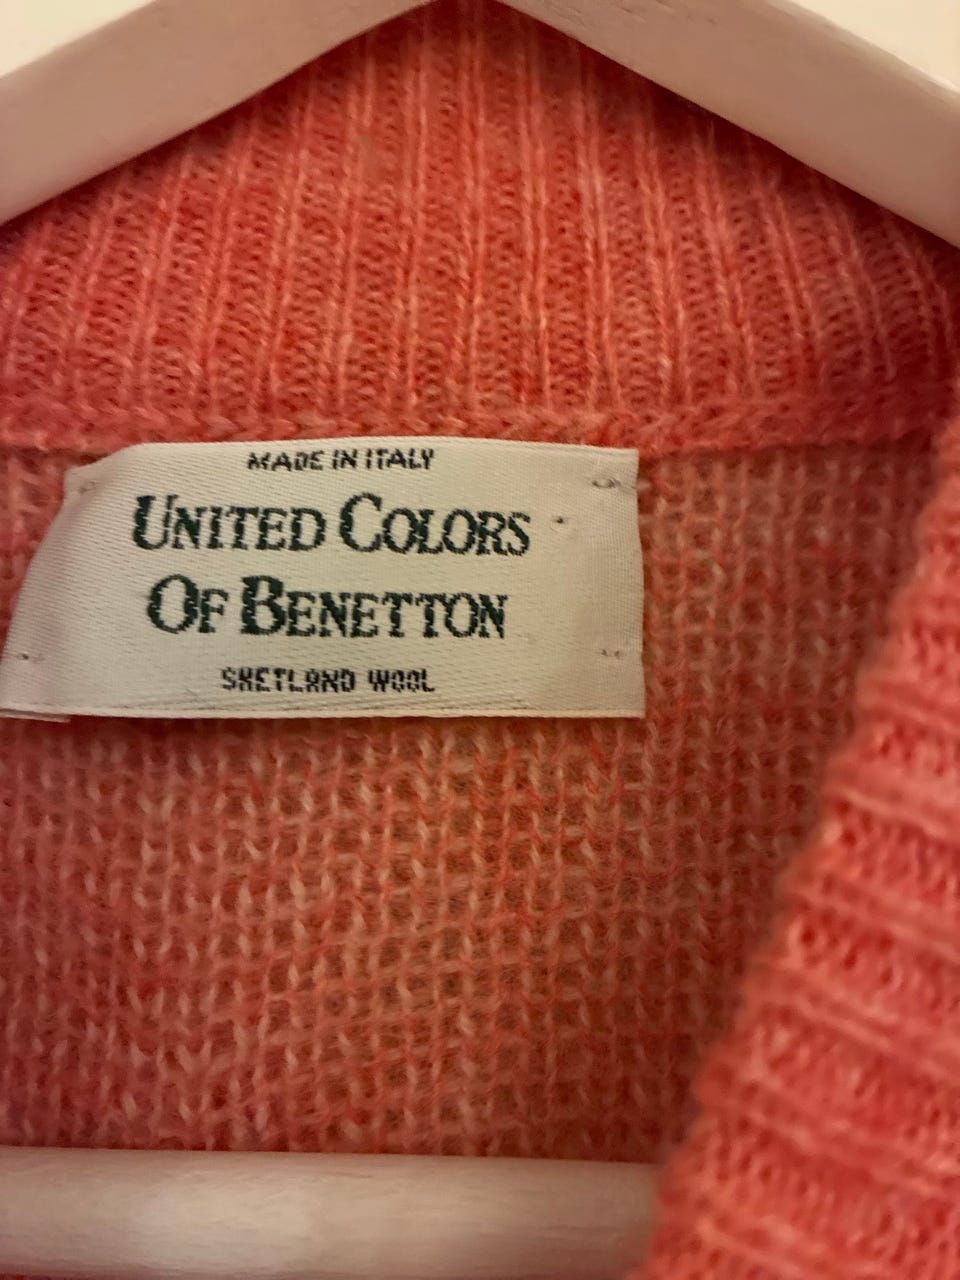 MADE IN ITALY
UNITED COLORS
OF BENETTON
SHETLAND WOOL